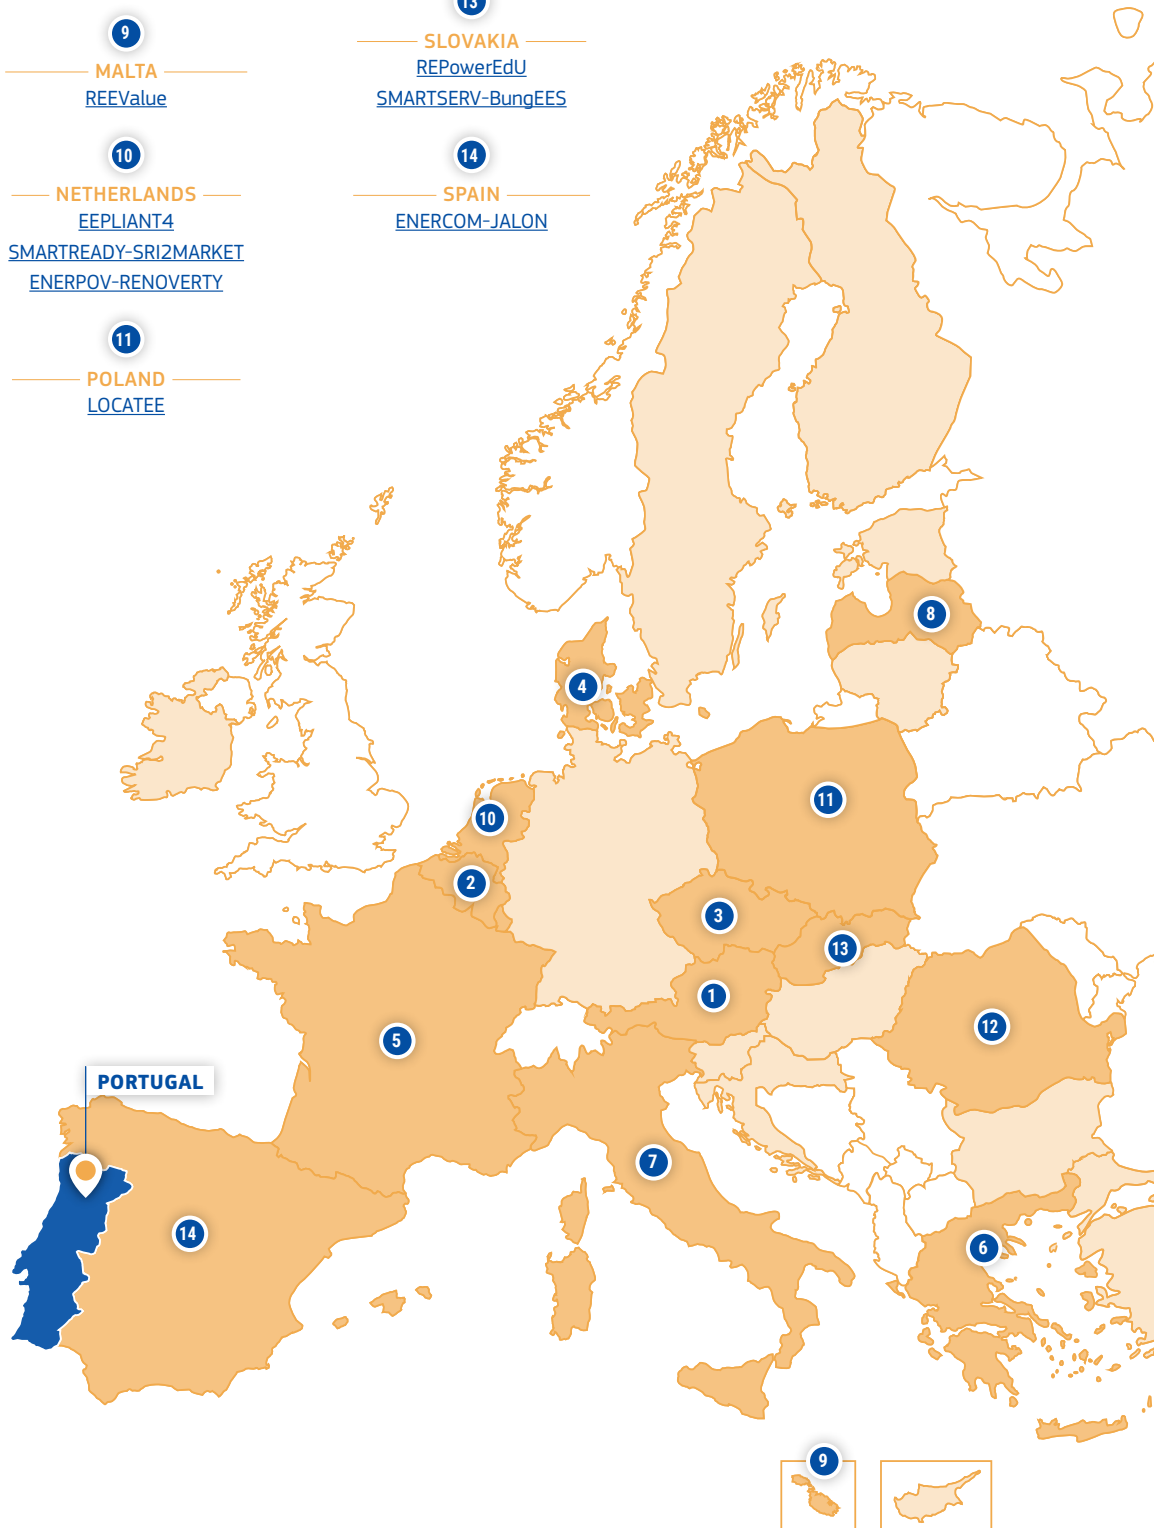 9
MALTA
REEValue
10
NETHERLANDS
EEPLIANT4
SMARTREADY-SRI2MARKET
ENERPOV-RENOVERTY
11
POLAND
LOCATEE
13
SLOVAKIA
REPowerEdU
SMARTSERV-BungEES
14
SPAIN
ENERCOM-JALON
8
4
11
10
2
3
13
1
12
5
PORTUGAL
7
14
6
9